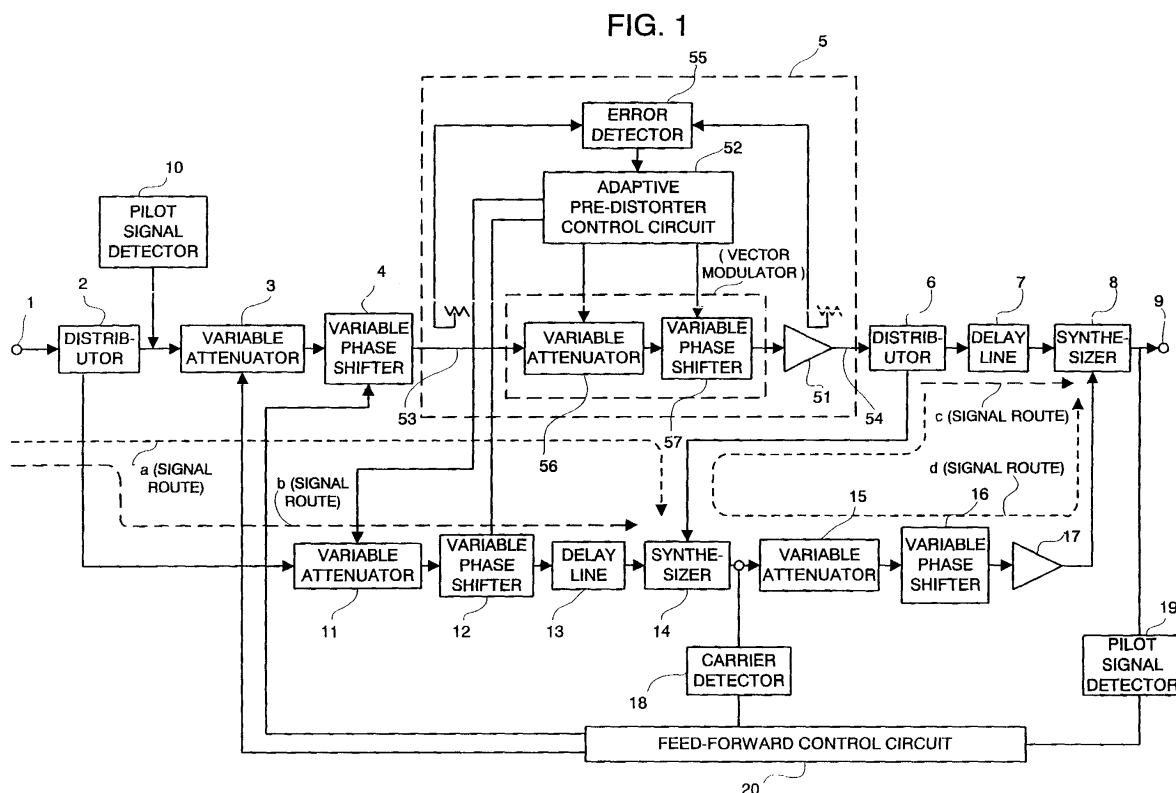 FIG. 1
5
55
ERROR
DETECTOR
52
10
ADAPTIVE
PRE-DISTORTER
CONTROL CIRCUIT
PILOT
SIGNAL
DETECTOR
( VECTOR
MODULATOR )
1
2
3
4
6
7
8
9
DISTRIB-
UTOR
VARIABLE
ATTENUATOR
VARIABLE
PHASE
SHIFTER
VARIABLE
ATTENUATOR
VARIABLE
PHASE
SHIFTER
DISTRIB-
UTOR
DELAY
LINE
SYNTHE-
SIZER
51
53
54
56
57
c (SIGNAL ROUTE)
a (SIGNAL
ROUTE)
b (SIGNAL
ROUTE)
d (SIGNAL ROUTE)
15
16
17
VARIABLE
ATTENUATOR
VARIABLE
PHASE
SHIFTER
DELAY
LINE
SYNTHE-
SIZER
VARIABLE
ATTENUATOR
VARIABLE
PHASE
SHIFTER
11
12
13
14
19
CARRIER
DETECTOR
18
PILOT
SIGNAL
DETECTOR
FEED-FORWARD CONTROL CIRCUIT
20